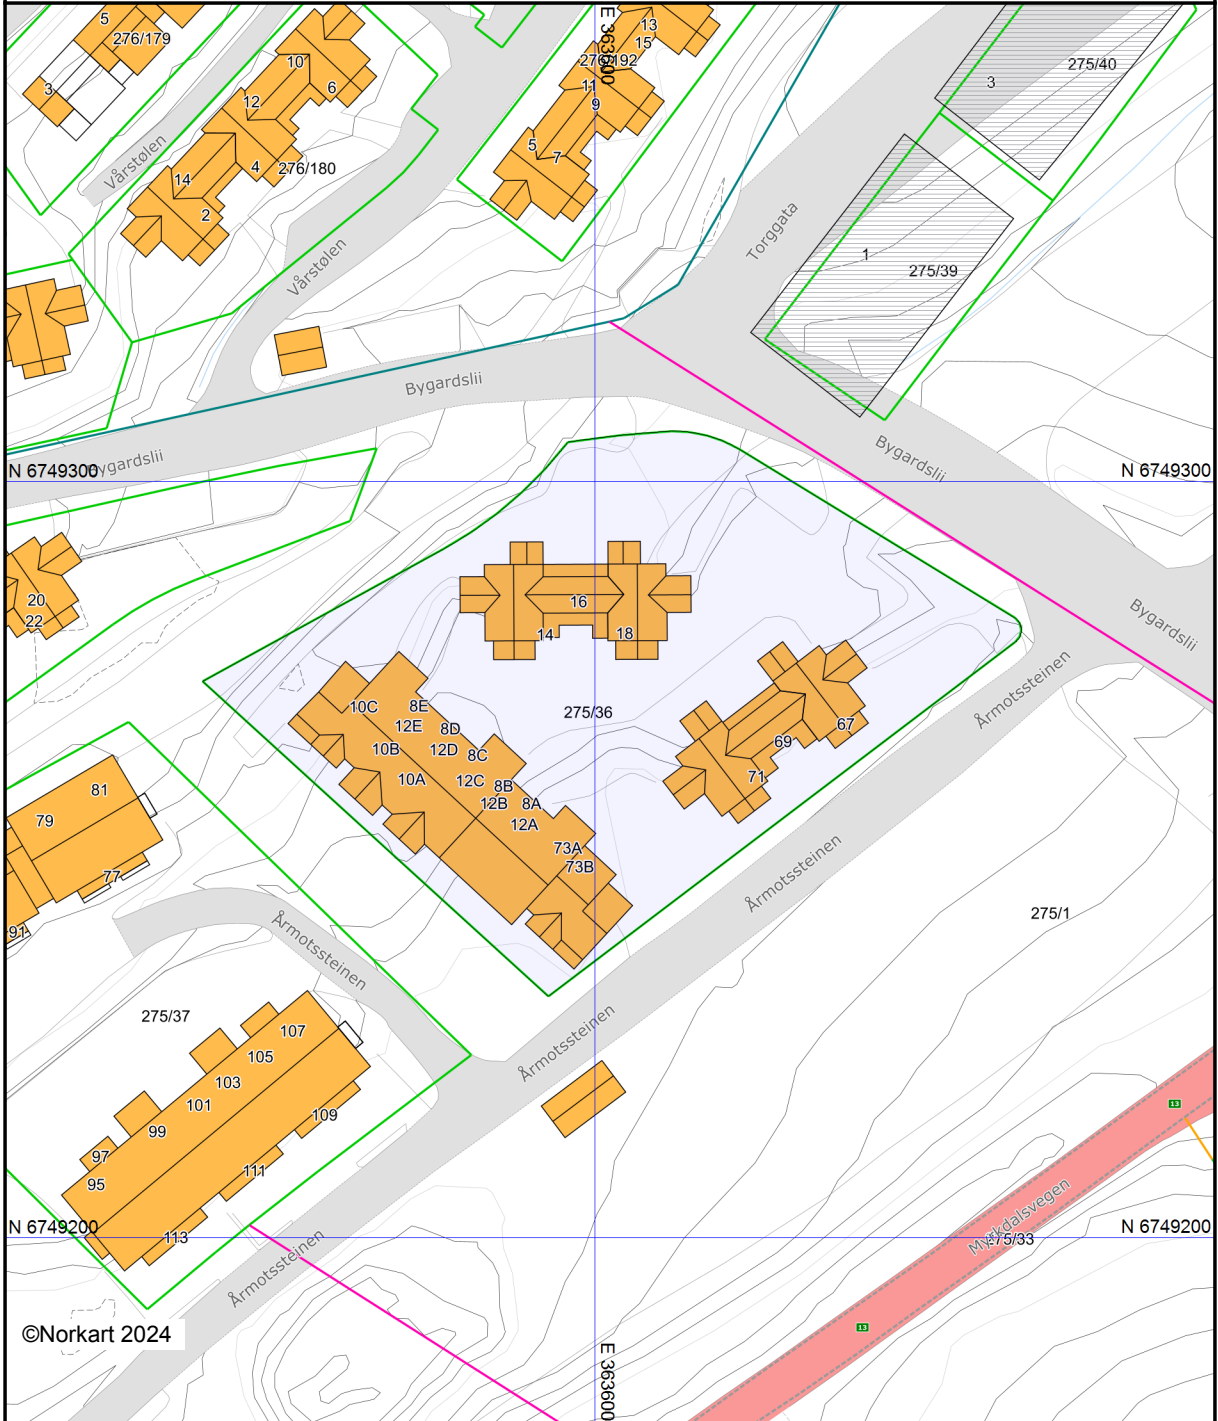 5
276/179
10
3
12
6
14
4
276/180
2
Vårstølen
Vårstølen
13
15
E 363600
276/192
11
9
5
7
3
275/40
1
275/39
Torggata
Bygardslii
Bygardslii
Bygardslii
Bygardslii
N 6749300
N 6749300
20
22
16
14
18
275/36
10C
8E
12E
8D
10B
12D
8C
10A
12C
8B
12B
8A
12A
73A
73B
67
69
71
Årmotssteinen
Årmotssteinen
Årmotssteinen
Årmotssteinen
Årmotssteinen
81
79
77
91
275/1
275/37
107
105
103
101
99
97
95
109
111
113
N 6749200
N 6749200
13
13
Myrkdalsvegen
275/33
E 363600
©Norkart 2024